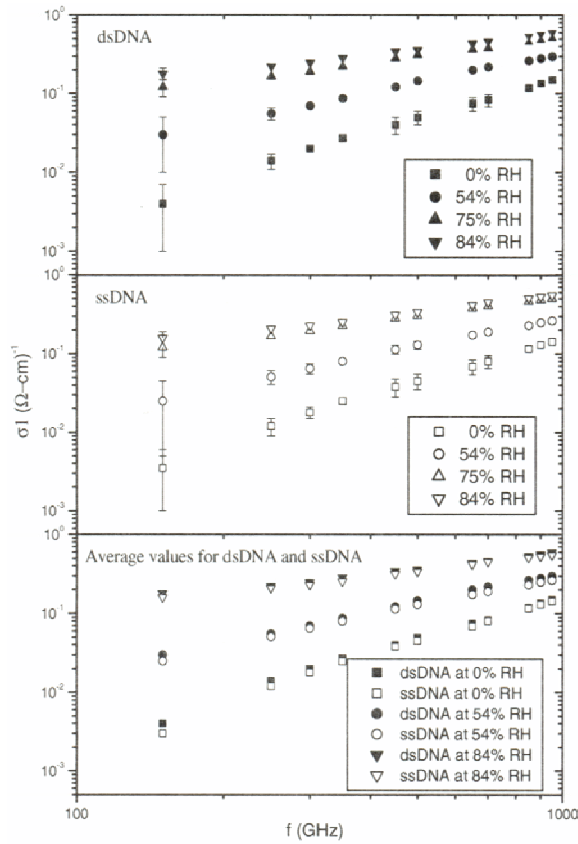 10⁰
dsDNA
10⁻¹
10⁻²
10⁻³
0% RH
54% RH
75% RH
84% RH
10⁰
ssDNA
10⁻¹
10⁻²
10⁻³
0% RH
54% RH
75% RH
84% RH
σ1 (Ω–cm)⁻¹
10⁰
Average values for dsDNA and ssDNA
10⁻¹
10⁻²
10⁻³
dsDNA at 0% RH
ssDNA at 0% RH
dsDNA at 54% RH
ssDNA at 54% RH
dsDNA at 84% RH
ssDNA at 84% RH
100
1000
f (GHz)